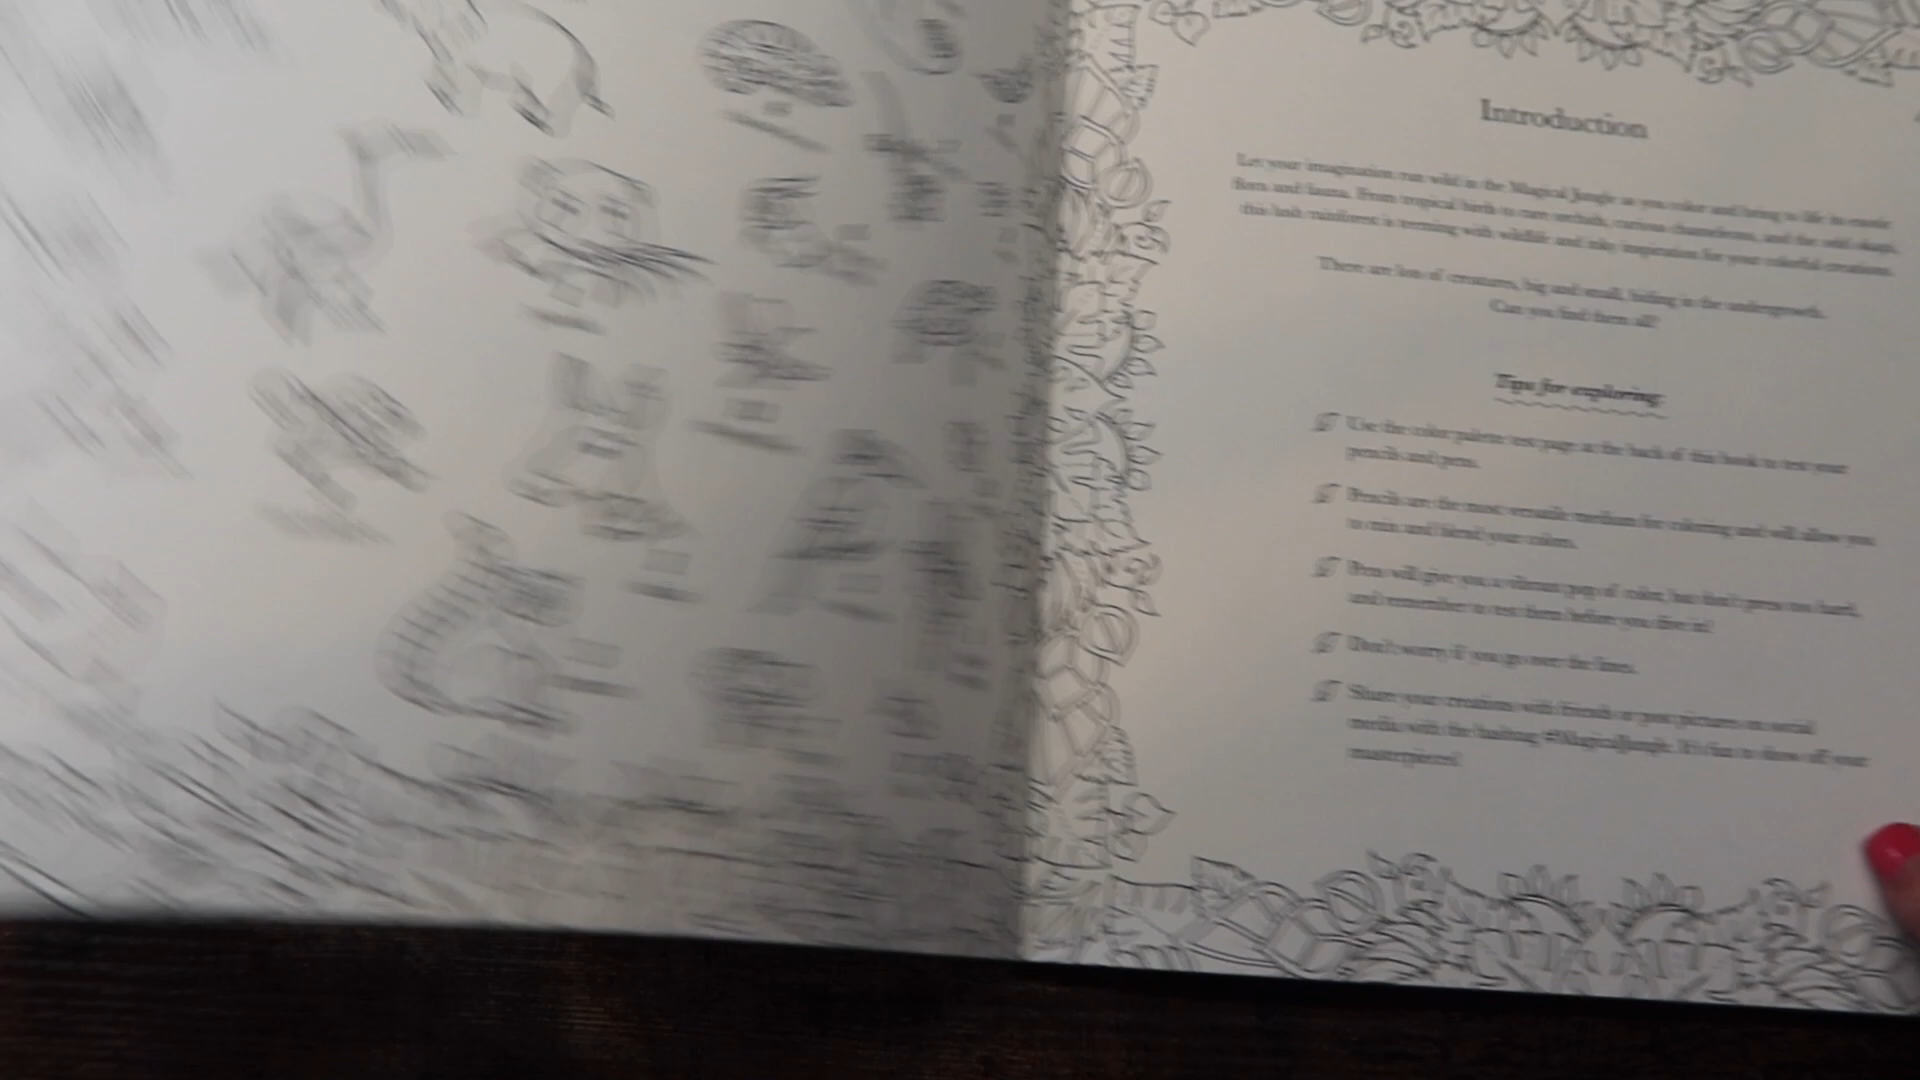 Introduction
Let your imagination run wild in the Magical Jungle as you color and bring to life its exotic
flora and fauna. From tropical birds to rare orchids, curious chameleons, and the odd sloth,
this lush rainforest is teeming with wildlife and inky inspiration for your colorful creations.
There are lots of creatures, big and small, hiding in the undergrowth.
Can you find them all?
Tips for exploring
Use the color palette test page at the back of this book to test your
pencils and pens.
Pencils are the most versatile medium for coloring and will allow you
to mix and blend your colors.
Pens will give you a vibrant pop of color, but don't press too hard,
and remember to test them before you dive in!
Don't worry if you go over the lines.
Share your creations with friends or post pictures on social
media with the hashtag #MagicalJungle. It's fun to show off your
masterpieces!